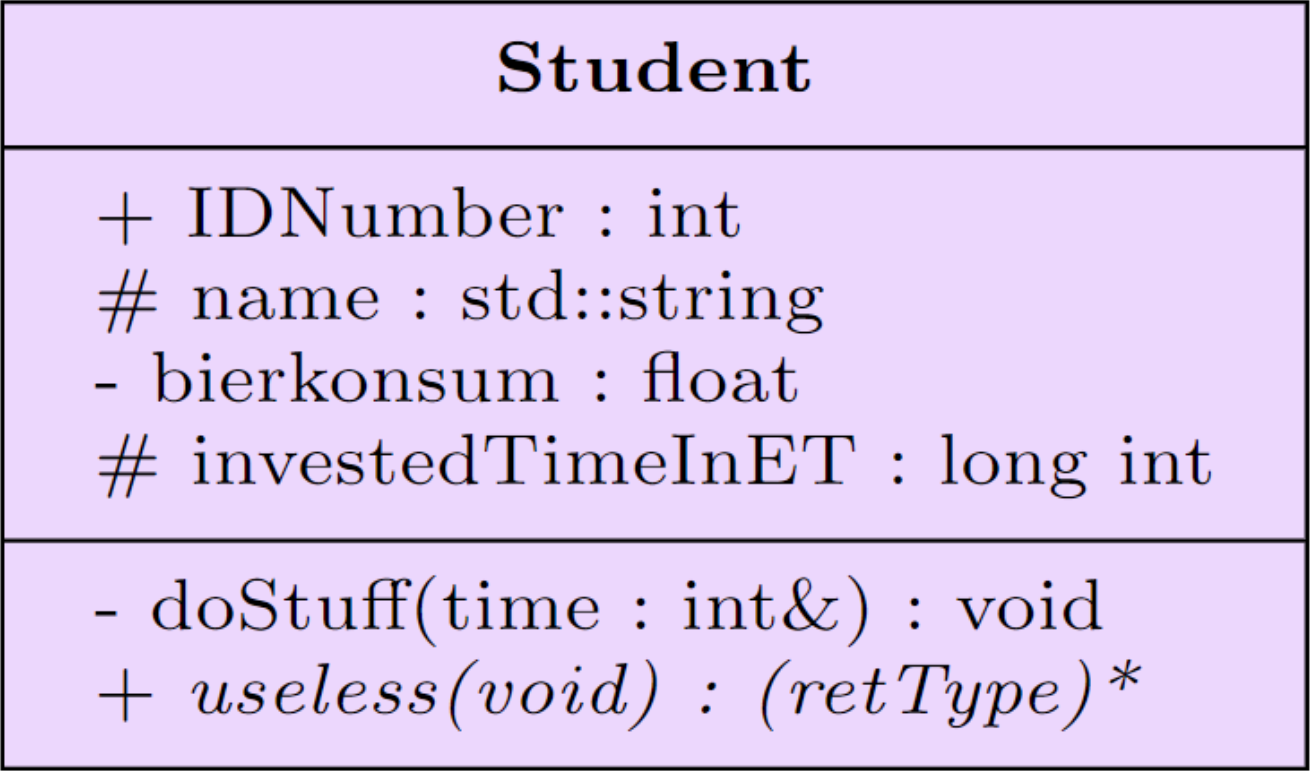 Student
+ IDNumber : int
# name : std::string
- bierkonsum : float
# investedTimeInET : long int
- doStuff(time : int&) : void
+ useless(void) : (retType)*